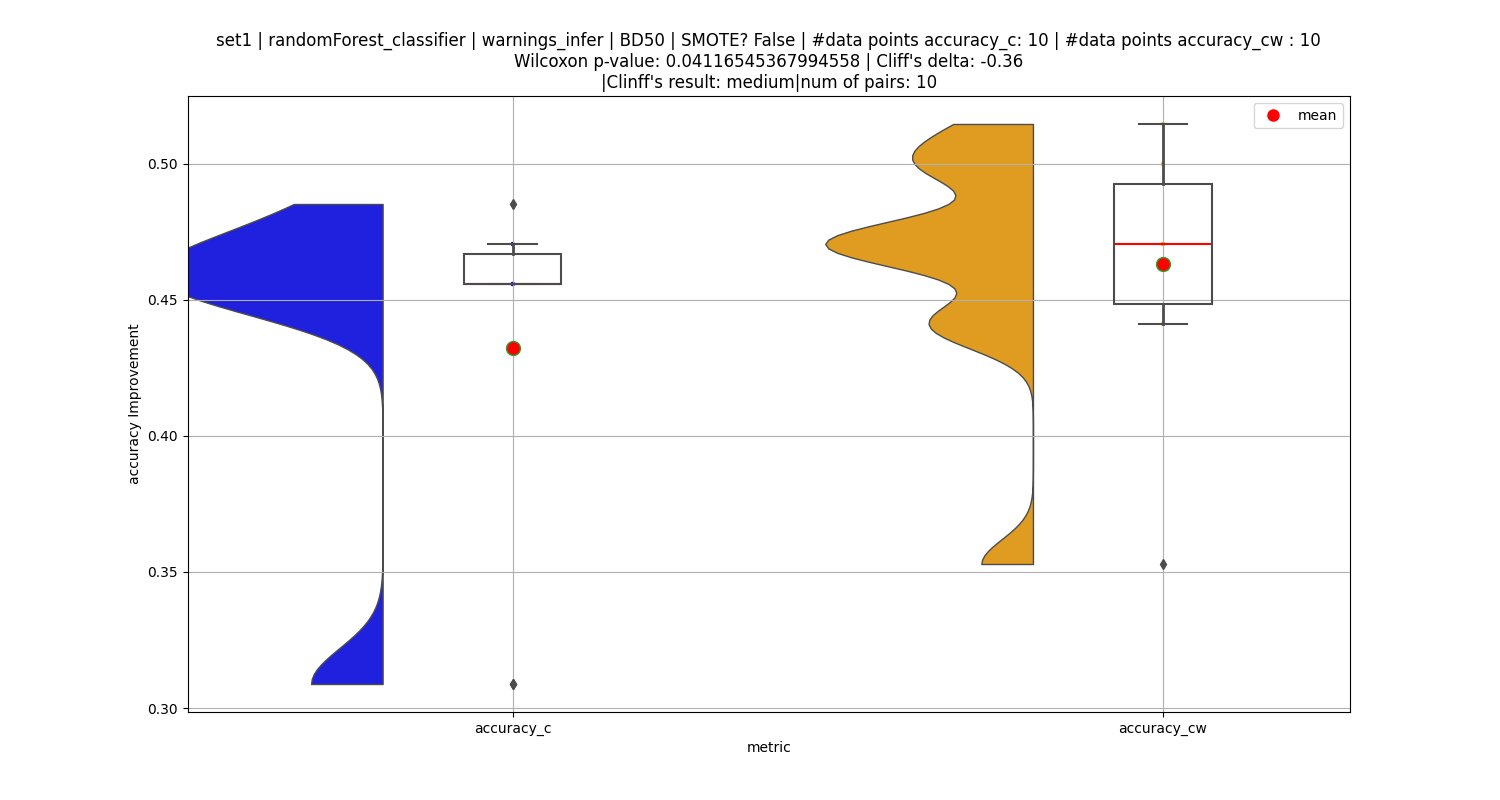 set1 | randomForest_classifier | warnings_infer | BD50 | SMOTE? False | #data points accuracy_c: 10 | #data points accuracy_cw : 10
Wilcoxon p-value: 0.04116545367994558 | Cliff's delta: -0.36
|Clinff's result: medium|num of pairs: 10
mean
0.50
0.45
0.40
0.35
0.30
accuracy Improvement
accuracy_c
accuracy_cw
metric